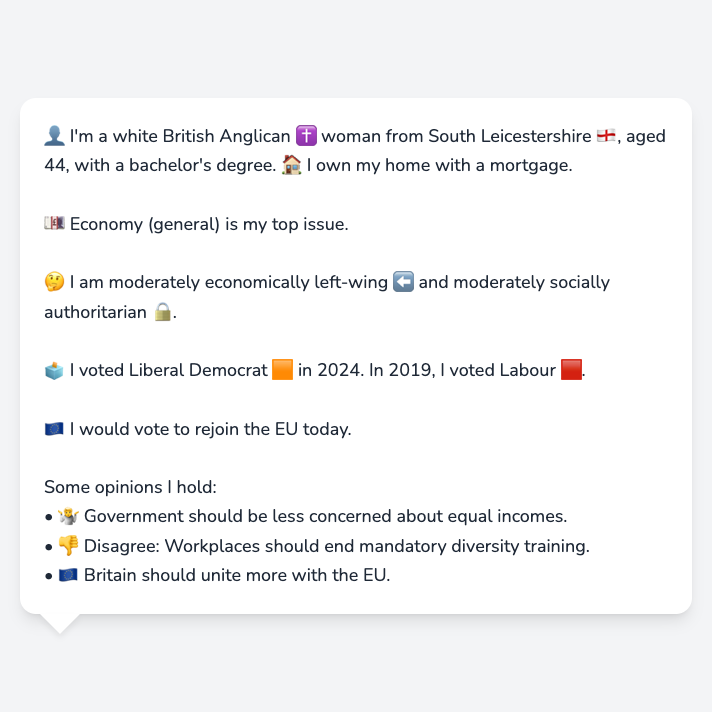 👤 I'm a white British Anglican ✝️ woman from South Leicestershire 🏴󠁧󠁢󠁥󠁮󠁧󠁿, aged
44, with a bachelor's degree. 🏠 I own my home with a mortgage.
💷 Economy (general) is my top issue.
🤔 I am moderately economically left-wing ⬅️ and moderately socially
authoritarian 🔒.
🗳️ I voted Liberal Democrat 🟧 in 2024. In 2019, I voted Labour 🟥.
🇪🇺 I would vote to rejoin the EU today.
Some opinions I hold:
• 🤷 Government should be less concerned about equal incomes.
• 👎 Disagree: Workplaces should end mandatory diversity training.
• 🇪🇺 Britain should unite more with the EU.